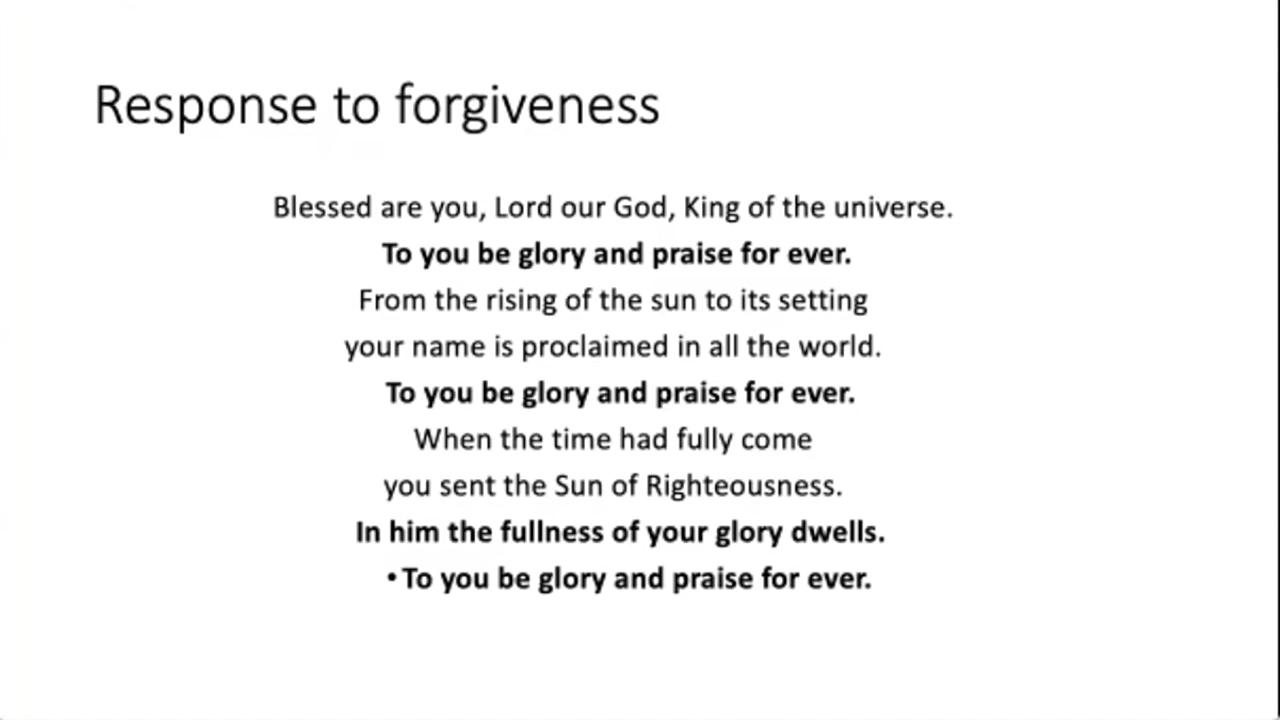 Response to forgiveness
Blessed are you, Lord our God, King of the universe.
To you be glory and praise for ever.
From the rising of the sun to its setting
your name is proclaimed in all the world.
To you be glory and praise for ever.
When the time had fully come
you sent the Sun of Righteousness.
In him the fullness of your glory dwells.
• To you be glory and praise for ever.